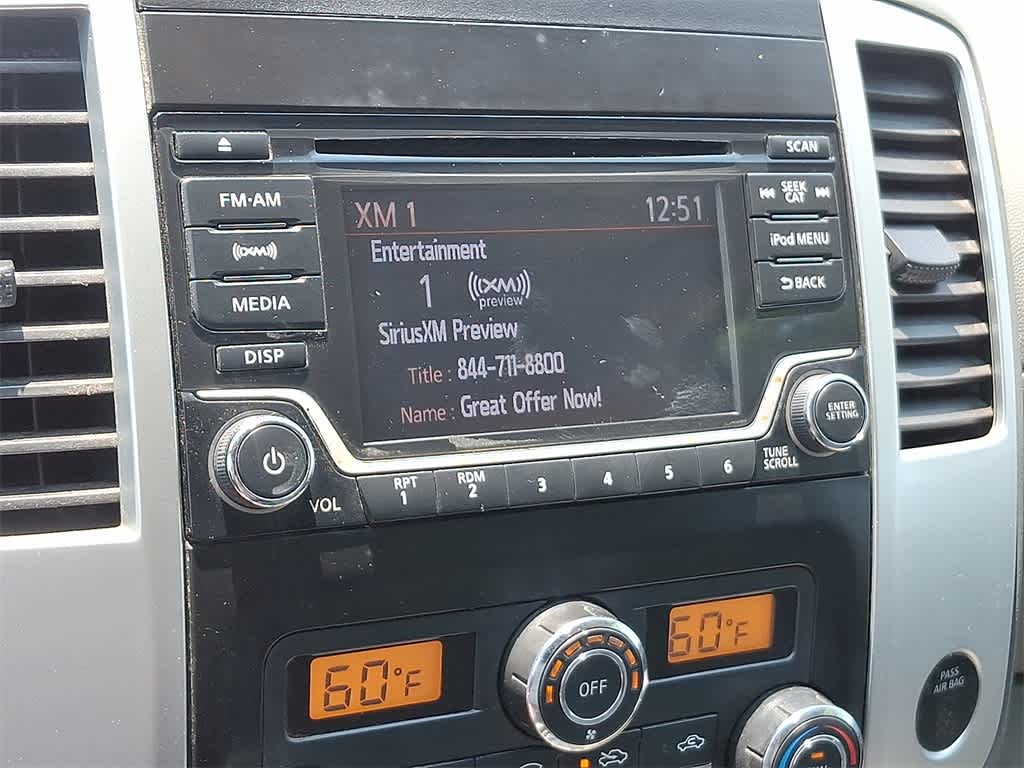 SCAN
FM·AM
XM 1
12:51
SEEK
CAT
((XM))
Entertainment
iPod MENU
1 ((XM))
preview
MEDIA
BACK
SiriusXM Preview
DISP
Title : 844-711-8800
Name : Great Offer Now!
ENTER
SETTING
VOL
RPT
1
RDM
2
3
4
5
6
TUNE
SCROLL
60°F
OFF
60°F
PASS
AIR BAG